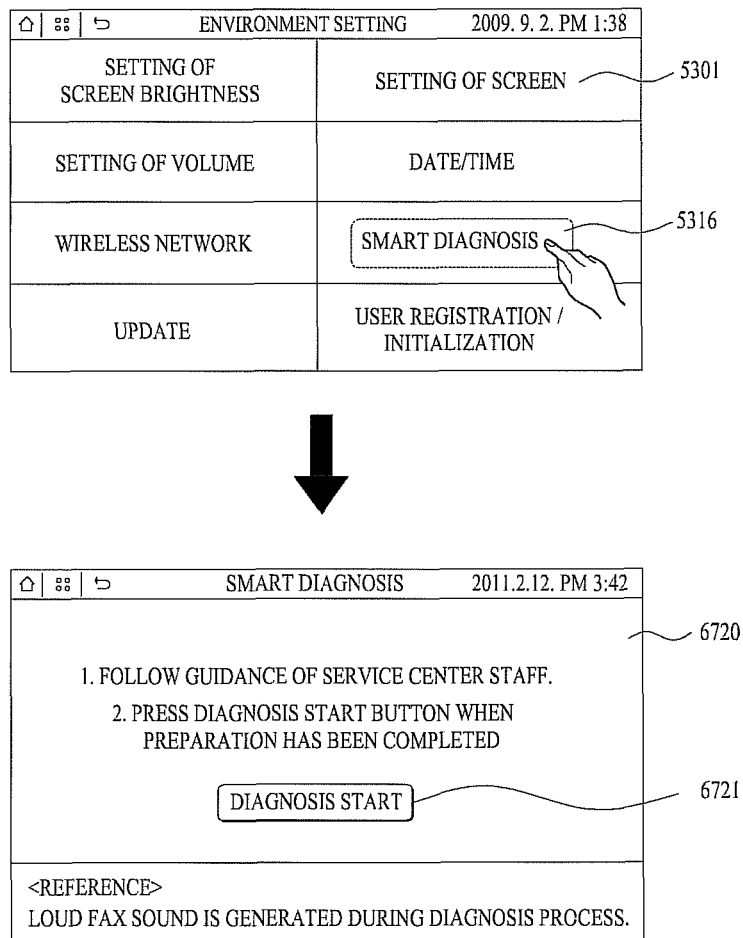 ENVIRONMENT SETTING 2009. 9. 2. PM 1:38
SETTING OF
SCREEN BRIGHTNESS
SETTING OF SCREEN
5301
SETTING OF VOLUME
DATE/TIME
WIRELESS NETWORK
SMART DIAGNOSIS
5316
UPDATE
USER REGISTRATION /
INITIALIZATION
SMART DIAGNOSIS 2011.2.12. PM 3:42
6720
1. FOLLOW GUIDANCE OF SERVICE CENTER STAFF.
2. PRESS DIAGNOSIS START BUTTON WHEN
PREPARATION HAS BEEN COMPLETED
DIAGNOSIS START
6721
<REFERENCE>
LOUD FAX SOUND IS GENERATED DURING DIAGNOSIS PROCESS.